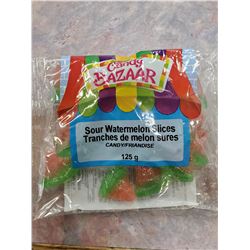 Candy
BAZAAR
Sour Watermelon Slices
Tranches de melon sures
CANDY/FRIANDISE
125 g